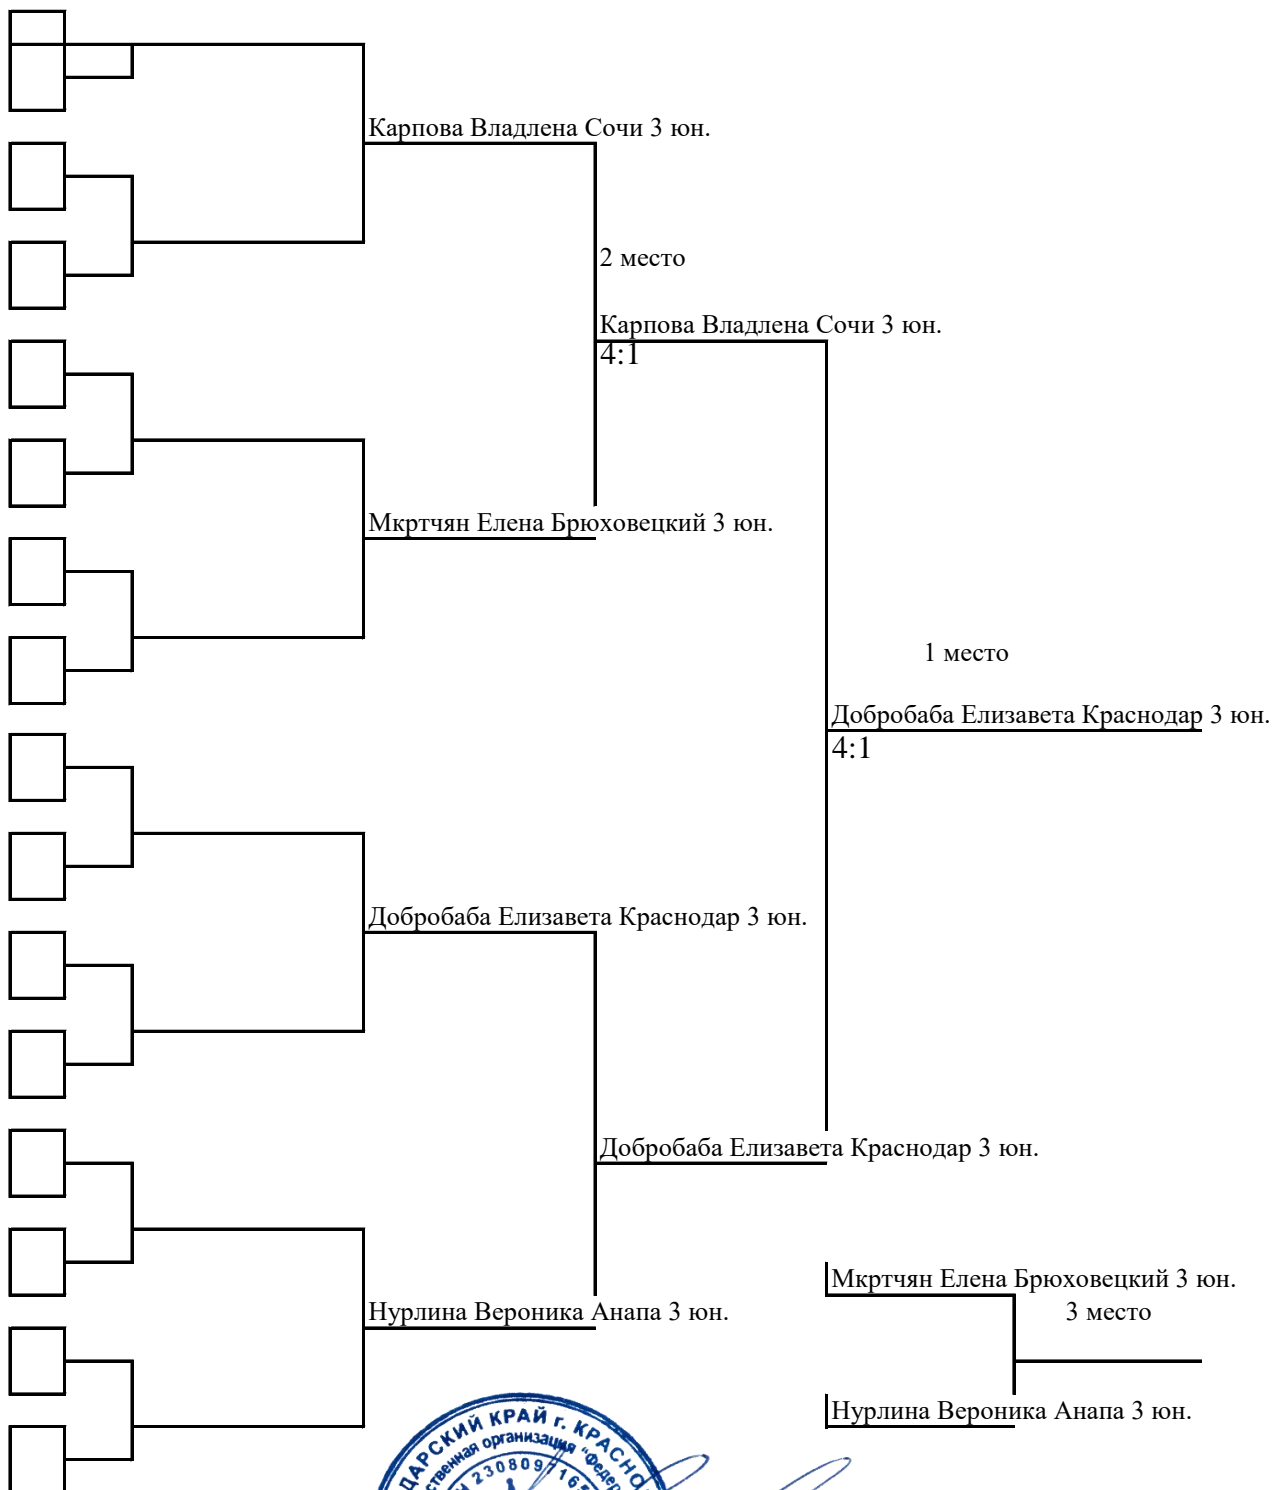 Карпова Владлена Сочи 3 юн.
2 место
Карпова Владлена Сочи 3 юн.
4:1
Мкртчян Елена Брюховецкий 3 юн.
1 место
Добробаба Елизавета Краснодар 3 юн.
4:1
Добробаба Елизавета Краснодар 3 юн.
Добробаба Елизавета Краснодар 3 юн.
Мкртчян Елена Брюховецкий 3 юн.
3 место
Нурлина Вероника Анапа 3 юн.
Нурлина Вероника Анапа 3 юн.
КРАЙ г.
организация